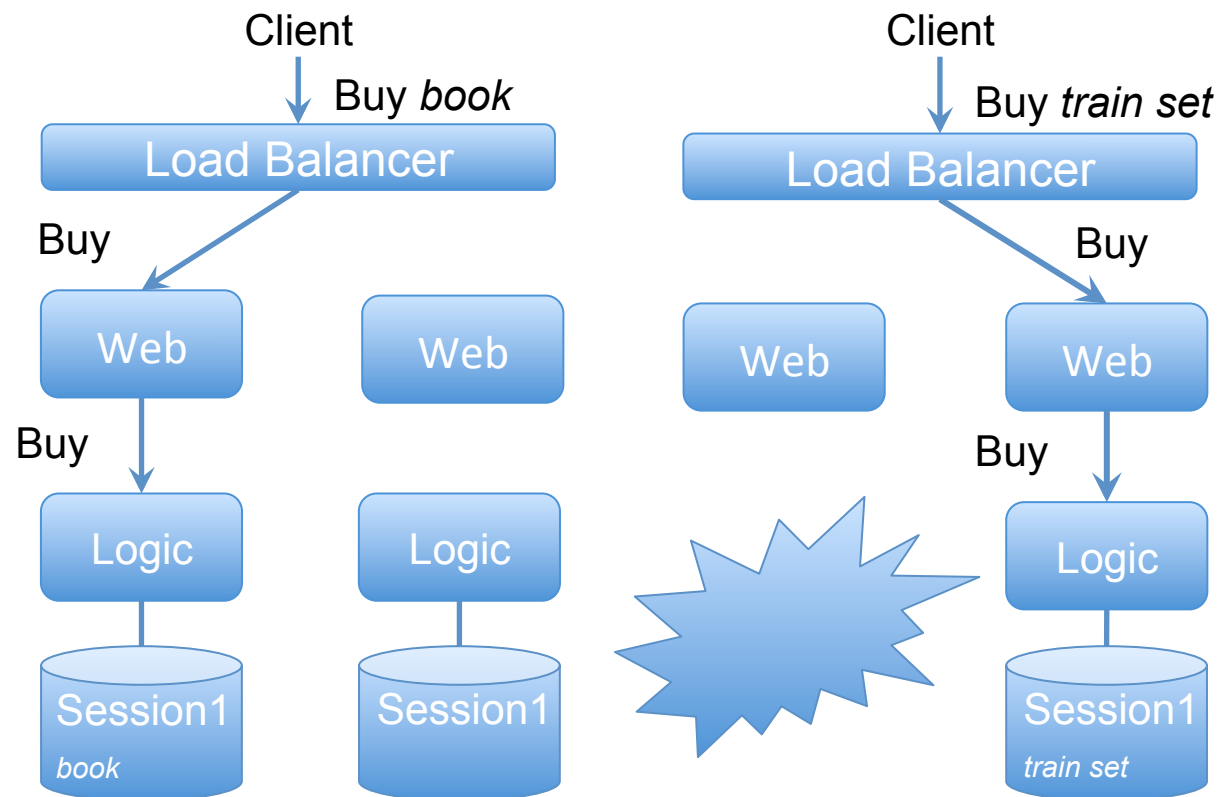 Client
Buy book
Load Balancer
Buy
Web
Web
Buy
Logic
Logic
Session1
book
Session1
Client
Buy train set
Load Balancer
Buy
Web
Web
Buy
Logic
Session1
train set